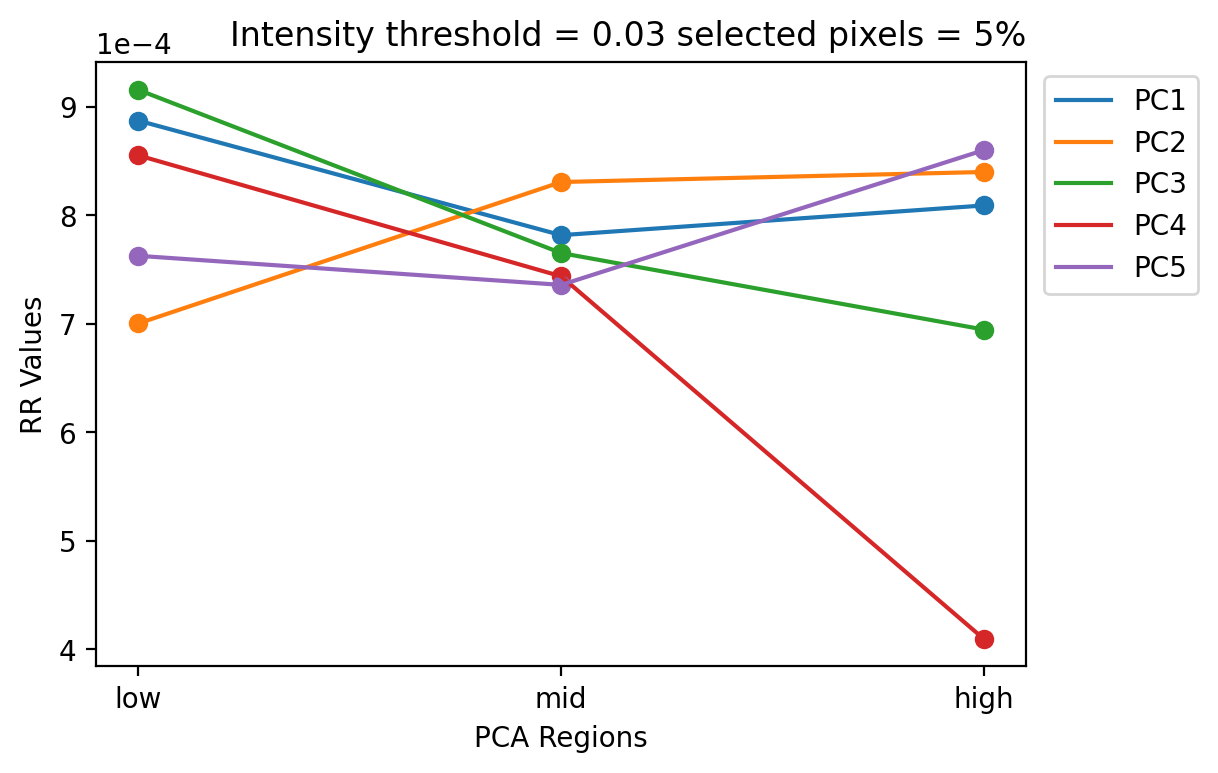 Intensity threshold = 0.03 selected pixels = 5%
1e−4
9
8
7
6
5
4
RR Values
low
mid
high
PCA Regions
PC1
PC2
PC3
PC4
PC5